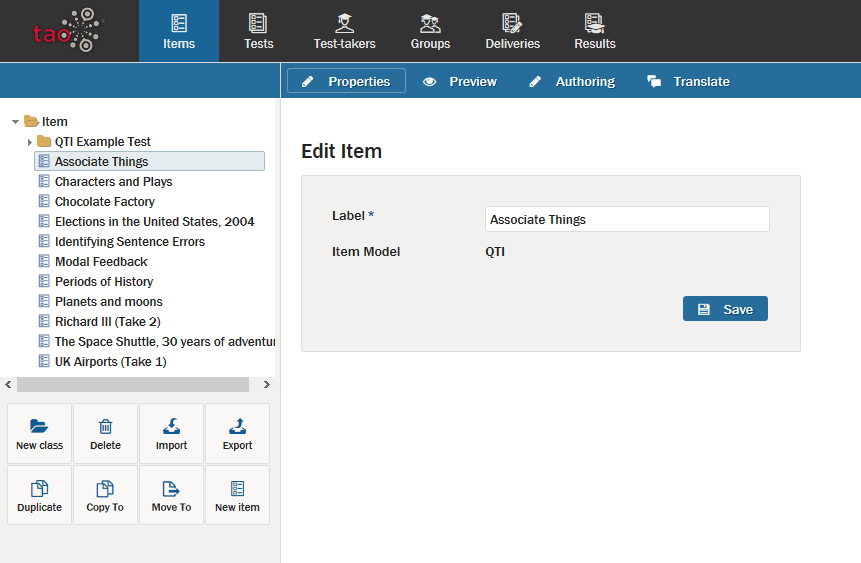 tao
Items
Tests
Test-takers
Groups
Deliveries
Results
Properties
Preview
Authoring
Translate
Item
QTI Example Test
Associate Things
Characters and Plays
Chocolate Factory
Elections in the United States, 2004
Identifying Sentence Errors
Modal Feedback
Periods of History
Planets and moons
Richard III (Take 2)
The Space Shuttle, 30 years of adventu
UK Airports (Take 1)
New class
Delete
Import
Export
Duplicate
Copy To
Move To
New item
Edit Item
Label *
Associate Things
Item Model
QTI
Save